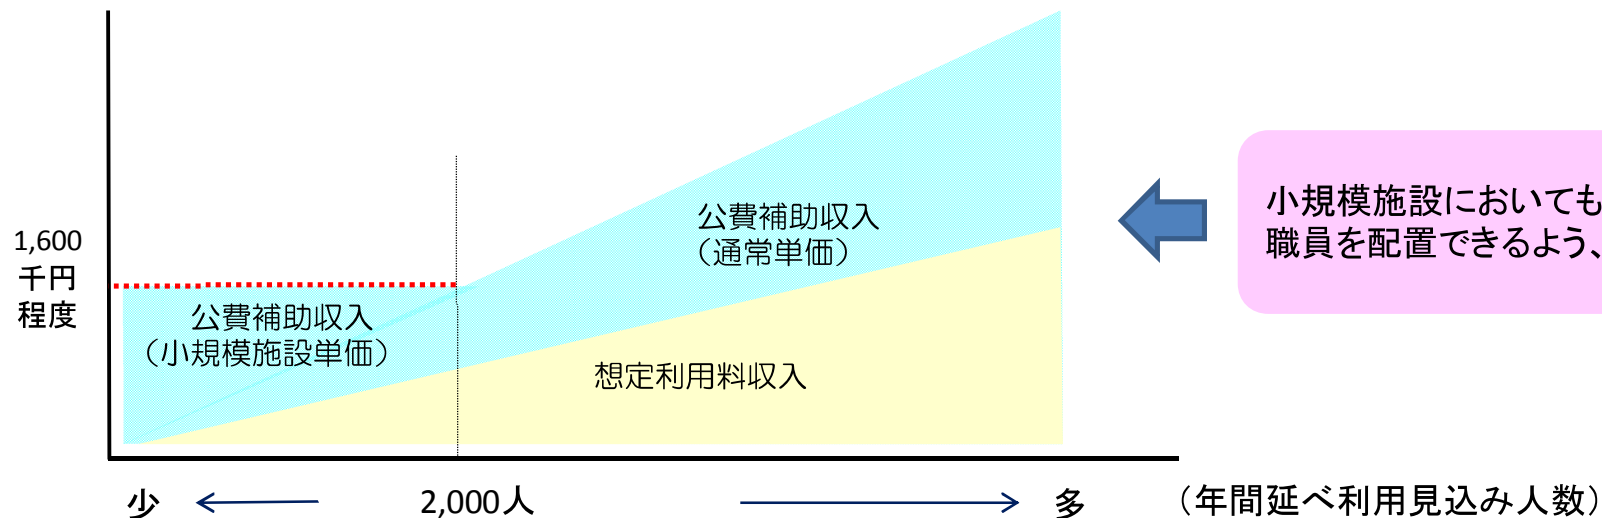 1,600
千円
程度
公費補助収入
（小規模施設単価）
公費補助収入
（通常単価）
想定利用料収入
小規模施設においても
職員を配置できるよう、
少
2,000人
多
（年間延べ利用見込み人数）